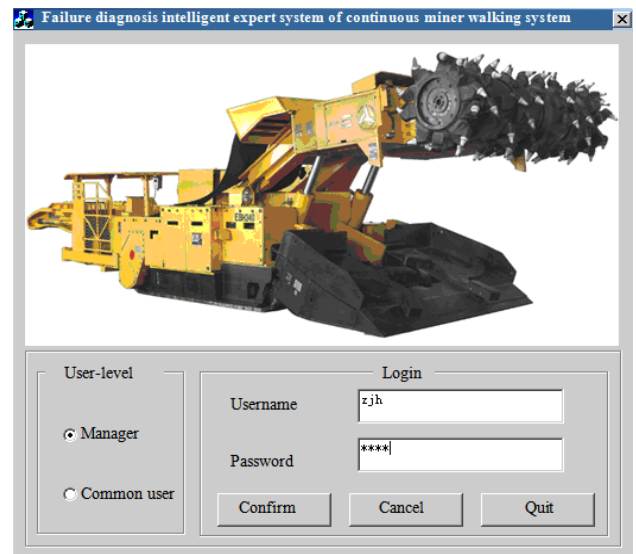 Failure diagnosis intelligent expert system of continuous miner walking system
User-level
Manager
Common user
Login
Username
zjh
Password
****
Confirm
Cancel
Quit